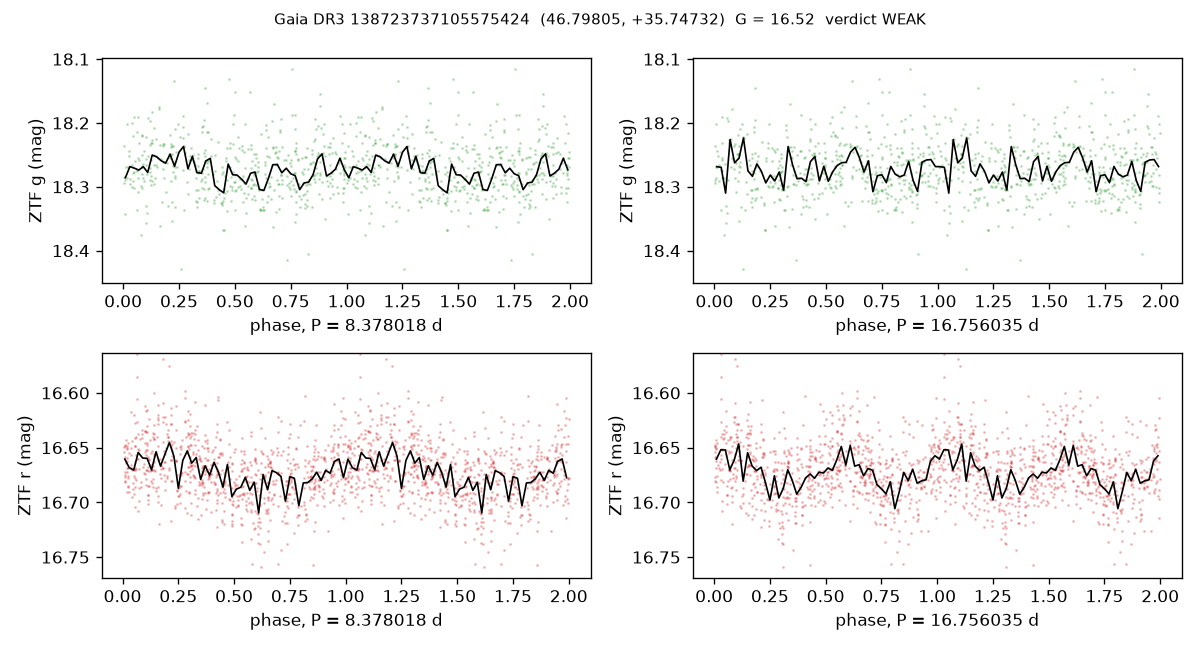 Gaia DR3 138723737105575424 (46.79805, +35.74732) G = 16.52 verdict WEAK
18.1
18.2
18.3
18.4
ZTF g (mag)
0.00 0.25 0.50 0.75 1.00 1.25 1.50 1.75 2.00
phase, P = 8.378018 d
18.1
18.2
18.3
18.4
ZTF g (mag)
0.00 0.25 0.50 0.75 1.00 1.25 1.50 1.75 2.00
phase, P = 16.756035 d
16.60
16.65
16.70
16.75
ZTF r (mag)
0.00 0.25 0.50 0.75 1.00 1.25 1.50 1.75 2.00
phase, P = 8.378018 d
16.60
16.65
16.70
16.75
ZTF r (mag)
0.00 0.25 0.50 0.75 1.00 1.25 1.50 1.75 2.00
phase, P = 16.756035 d